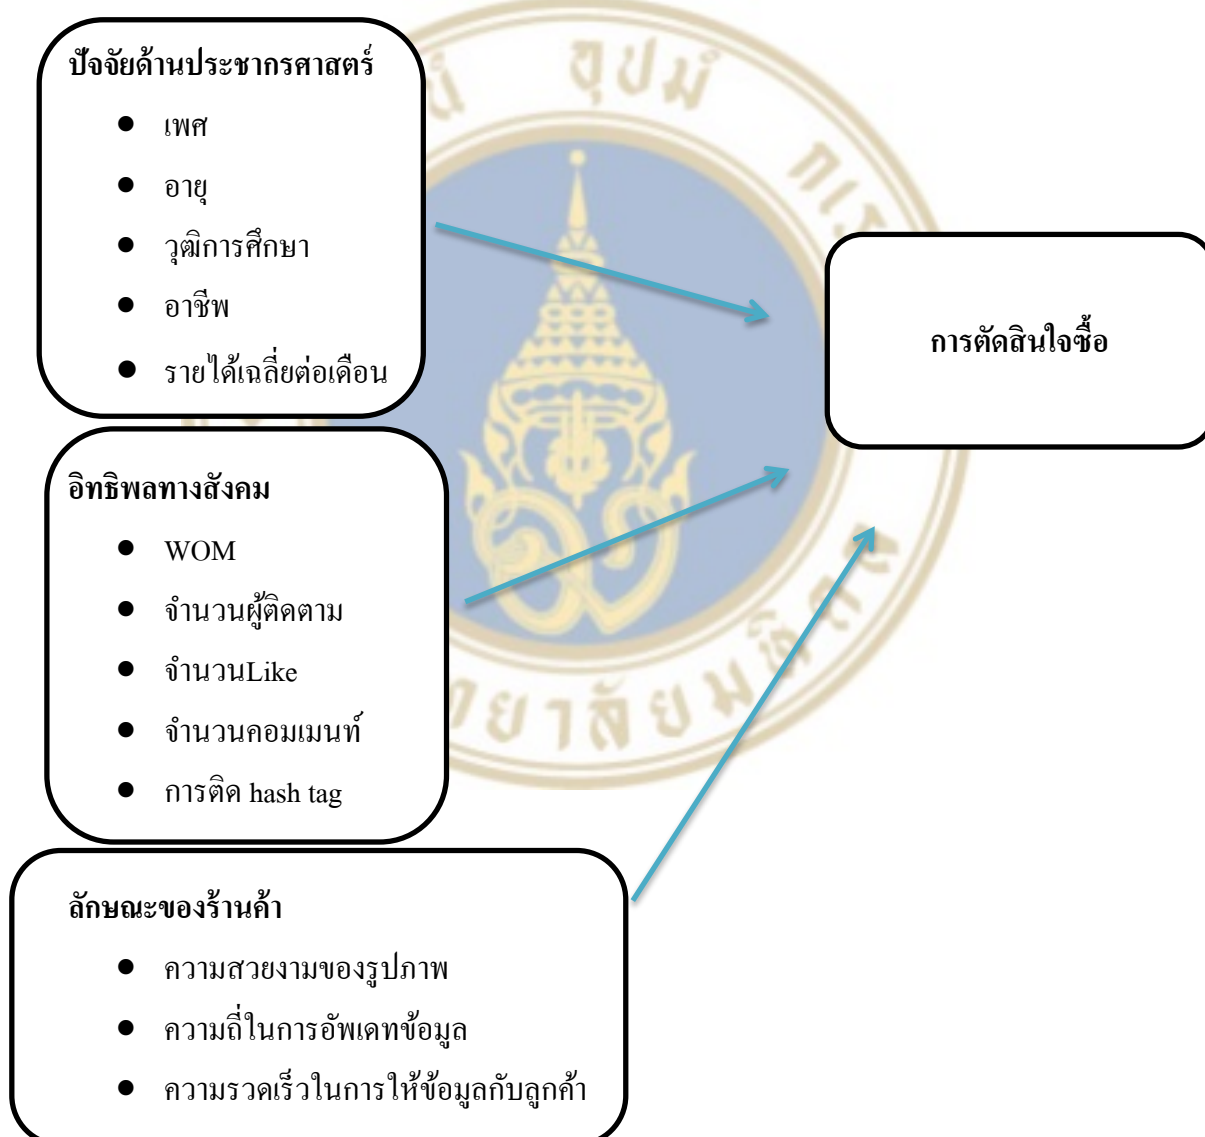 ปัจจัยด้านประชากรศาสตร์
● เพศ
● อายุ
● วุฒิการศึกษา
● อาชีพ
● รายได้เฉลี่ยต่อเดือน
การตัดสินใจซื้อ
อิทธิพลทางสังคม
● WOM
● จำนวนผู้ติดตาม
● จำนวนLike
● จำนวนคอมเมนท์
● การติด hash tag
ลักษณะของร้านค้า
● ความสวยงามของรูปภาพ
● ความถี่ในการอัพเดทข้อมูล
● ความรวดเร็วในการให้ข้อมูลกับลูกค้า
อุปมํ